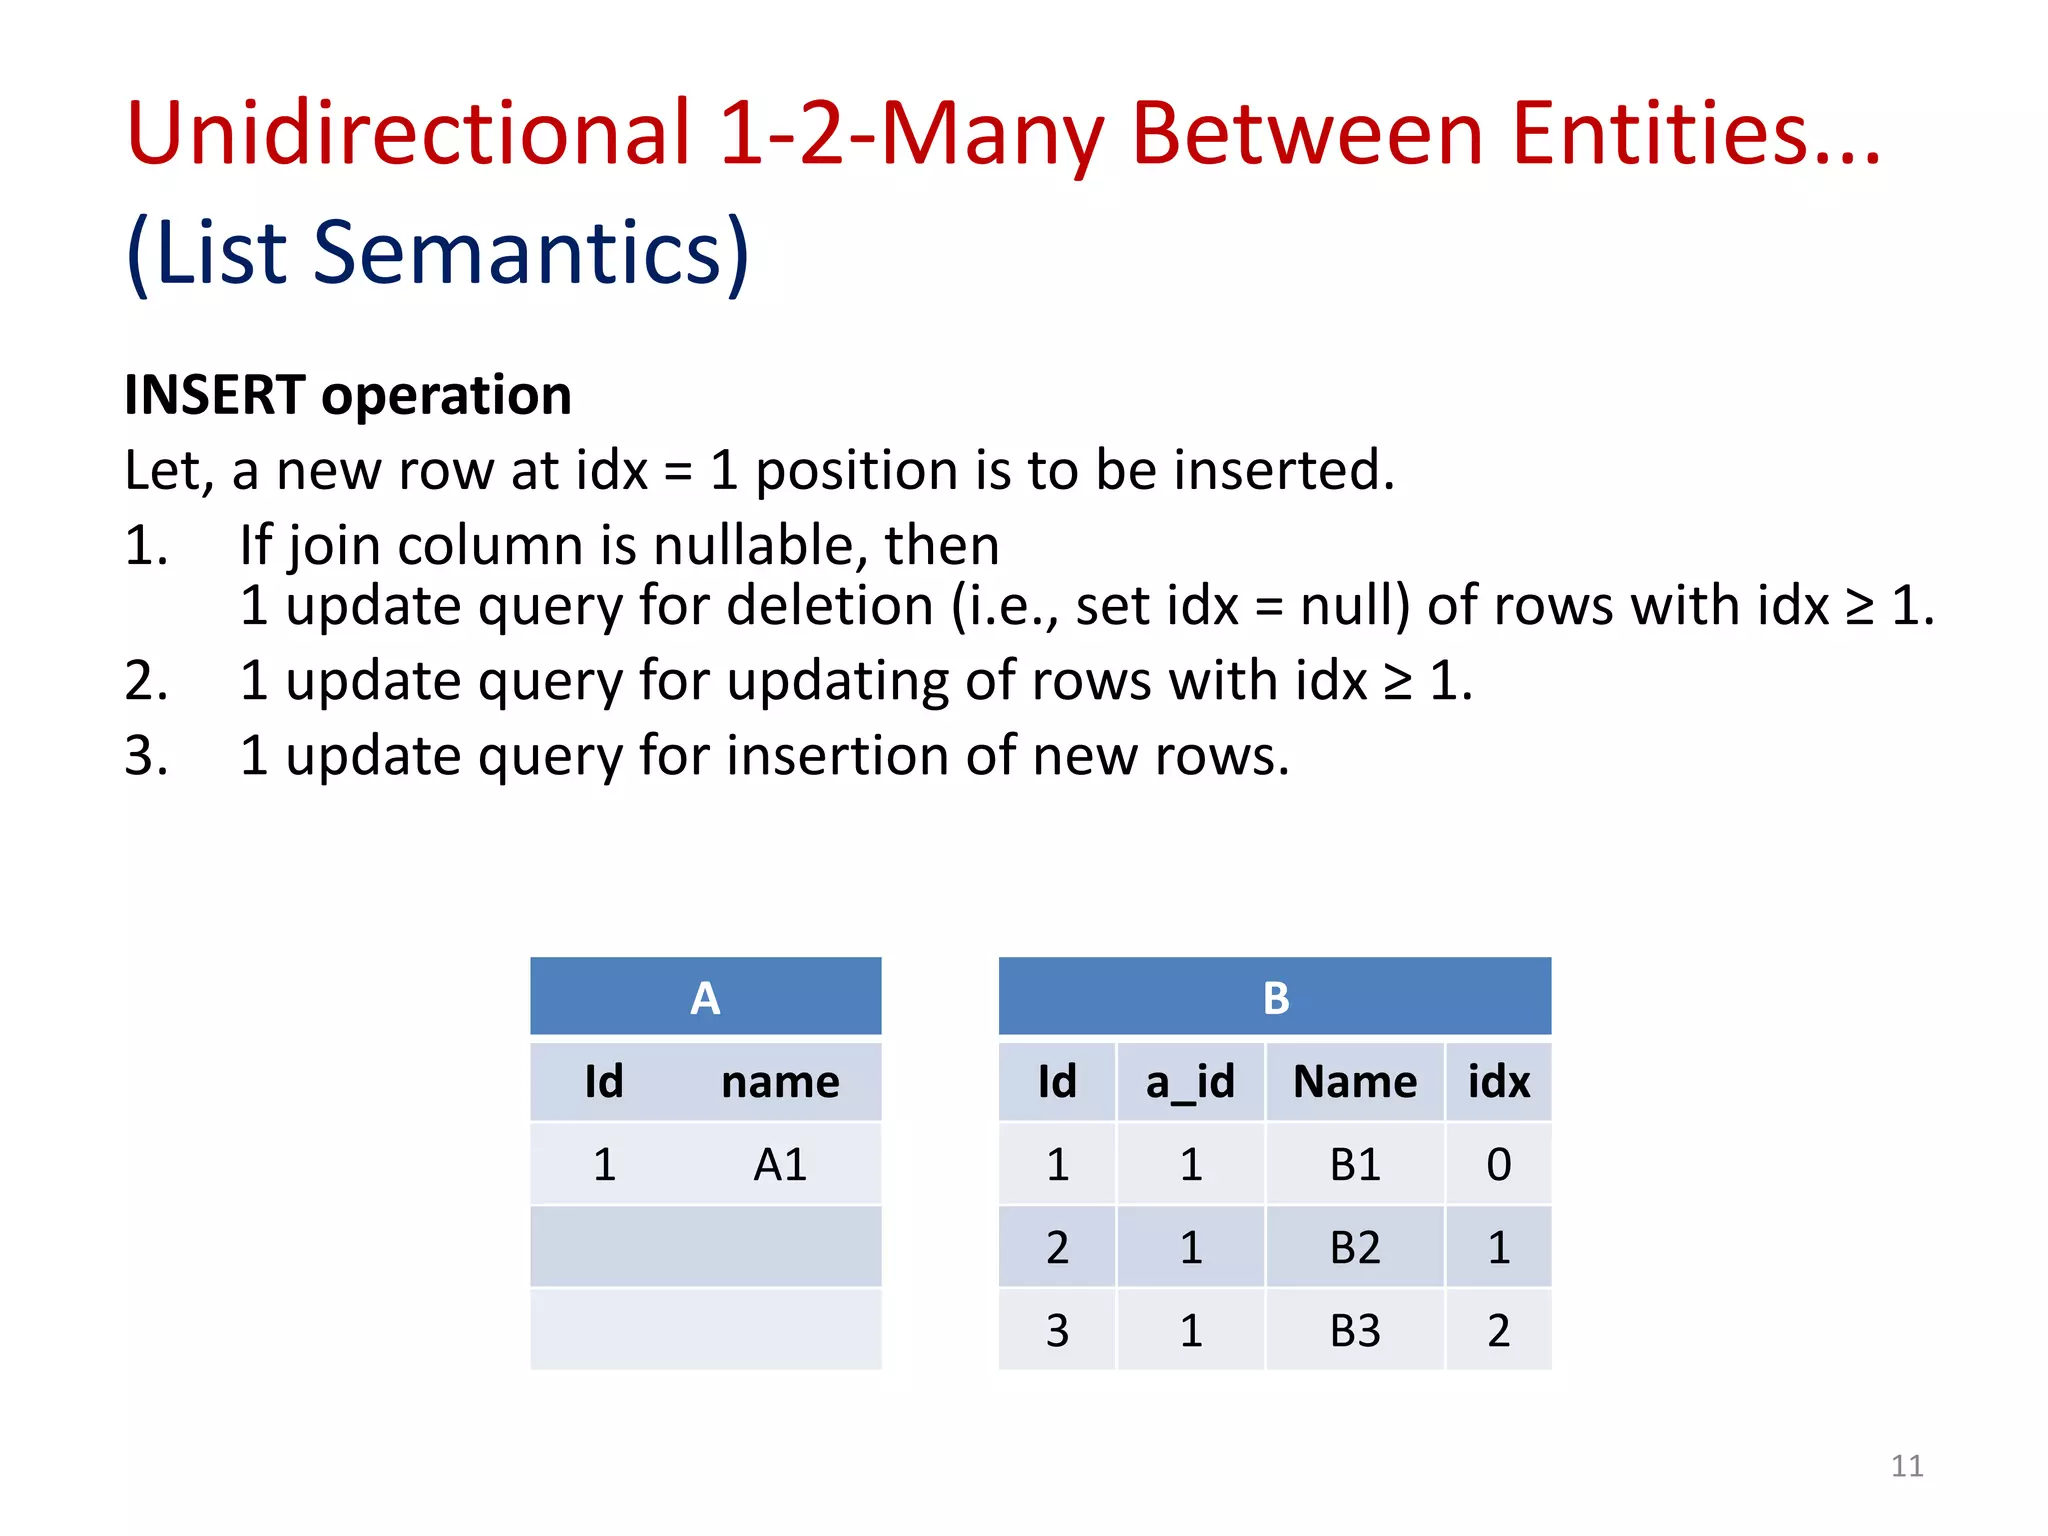 Unidirectional 1-2-Many Between Entities...
(List Semantics)
INSERT operation
Let, a new row at idx = 1 position is to be inserted.
1. If join column is nullable, then
1 update query for deletion (i.e., set idx = null) of rows with idx ≥ 1.
2. 1 update query for updating of rows with idx ≥ 1.
3. 1 update query for insertion of new rows.
A
Id name
1 A1
B
Id a_id Name idx
1 1 B1 0
2 1 B2 1
3 1 B3 2
11